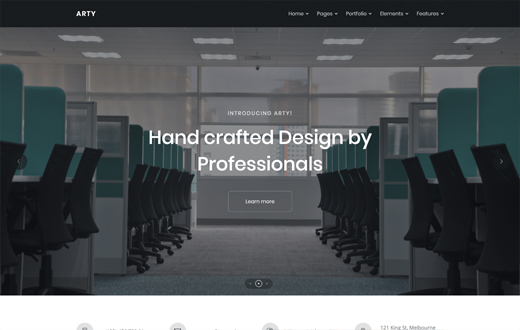 ARTY
Home Pages Portfolio Elements Features
INTRODUCING ARTY!
Hand crafted Design by
Professionals
Learn more
121 King St, Melbourne